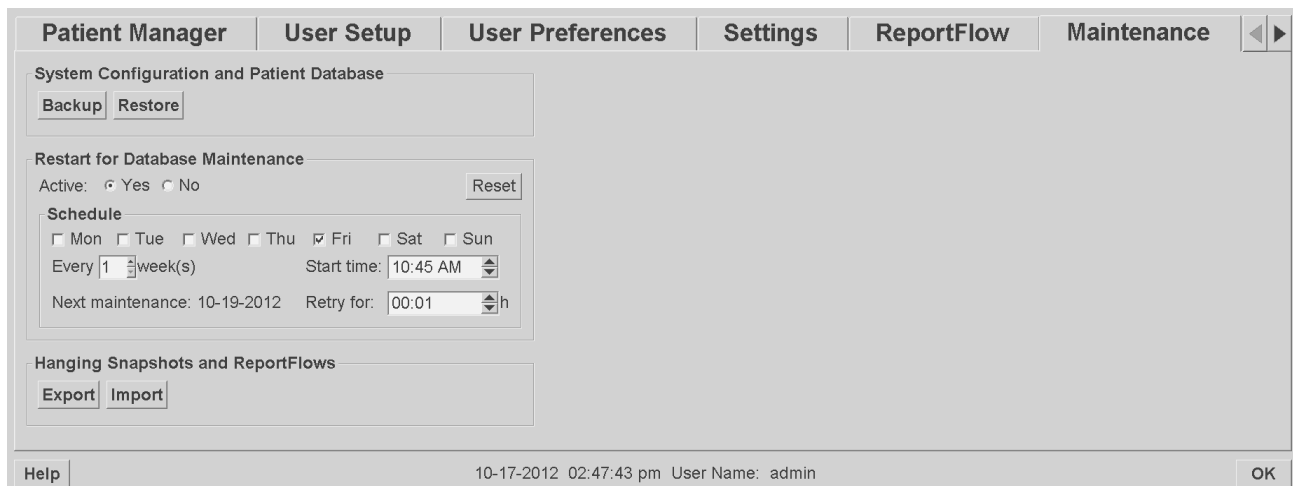 Patient Manager User Setup User Preferences Settings ReportFlow Maintenance
System Configuration and Patient Database
Backup Restore
Restart for Database Maintenance
Active: Yes No Reset
Schedule
Mon Tue Wed Thu Fri Sat Sun
Every 1 week(s) Start time: 10:45 AM
Next maintenance: 10-19-2012 Retry for: 00:01 h
Hanging Snapshots and ReportFlows
Export Import
Help 10-17-2012 02:47:43 pm User Name: admin OK